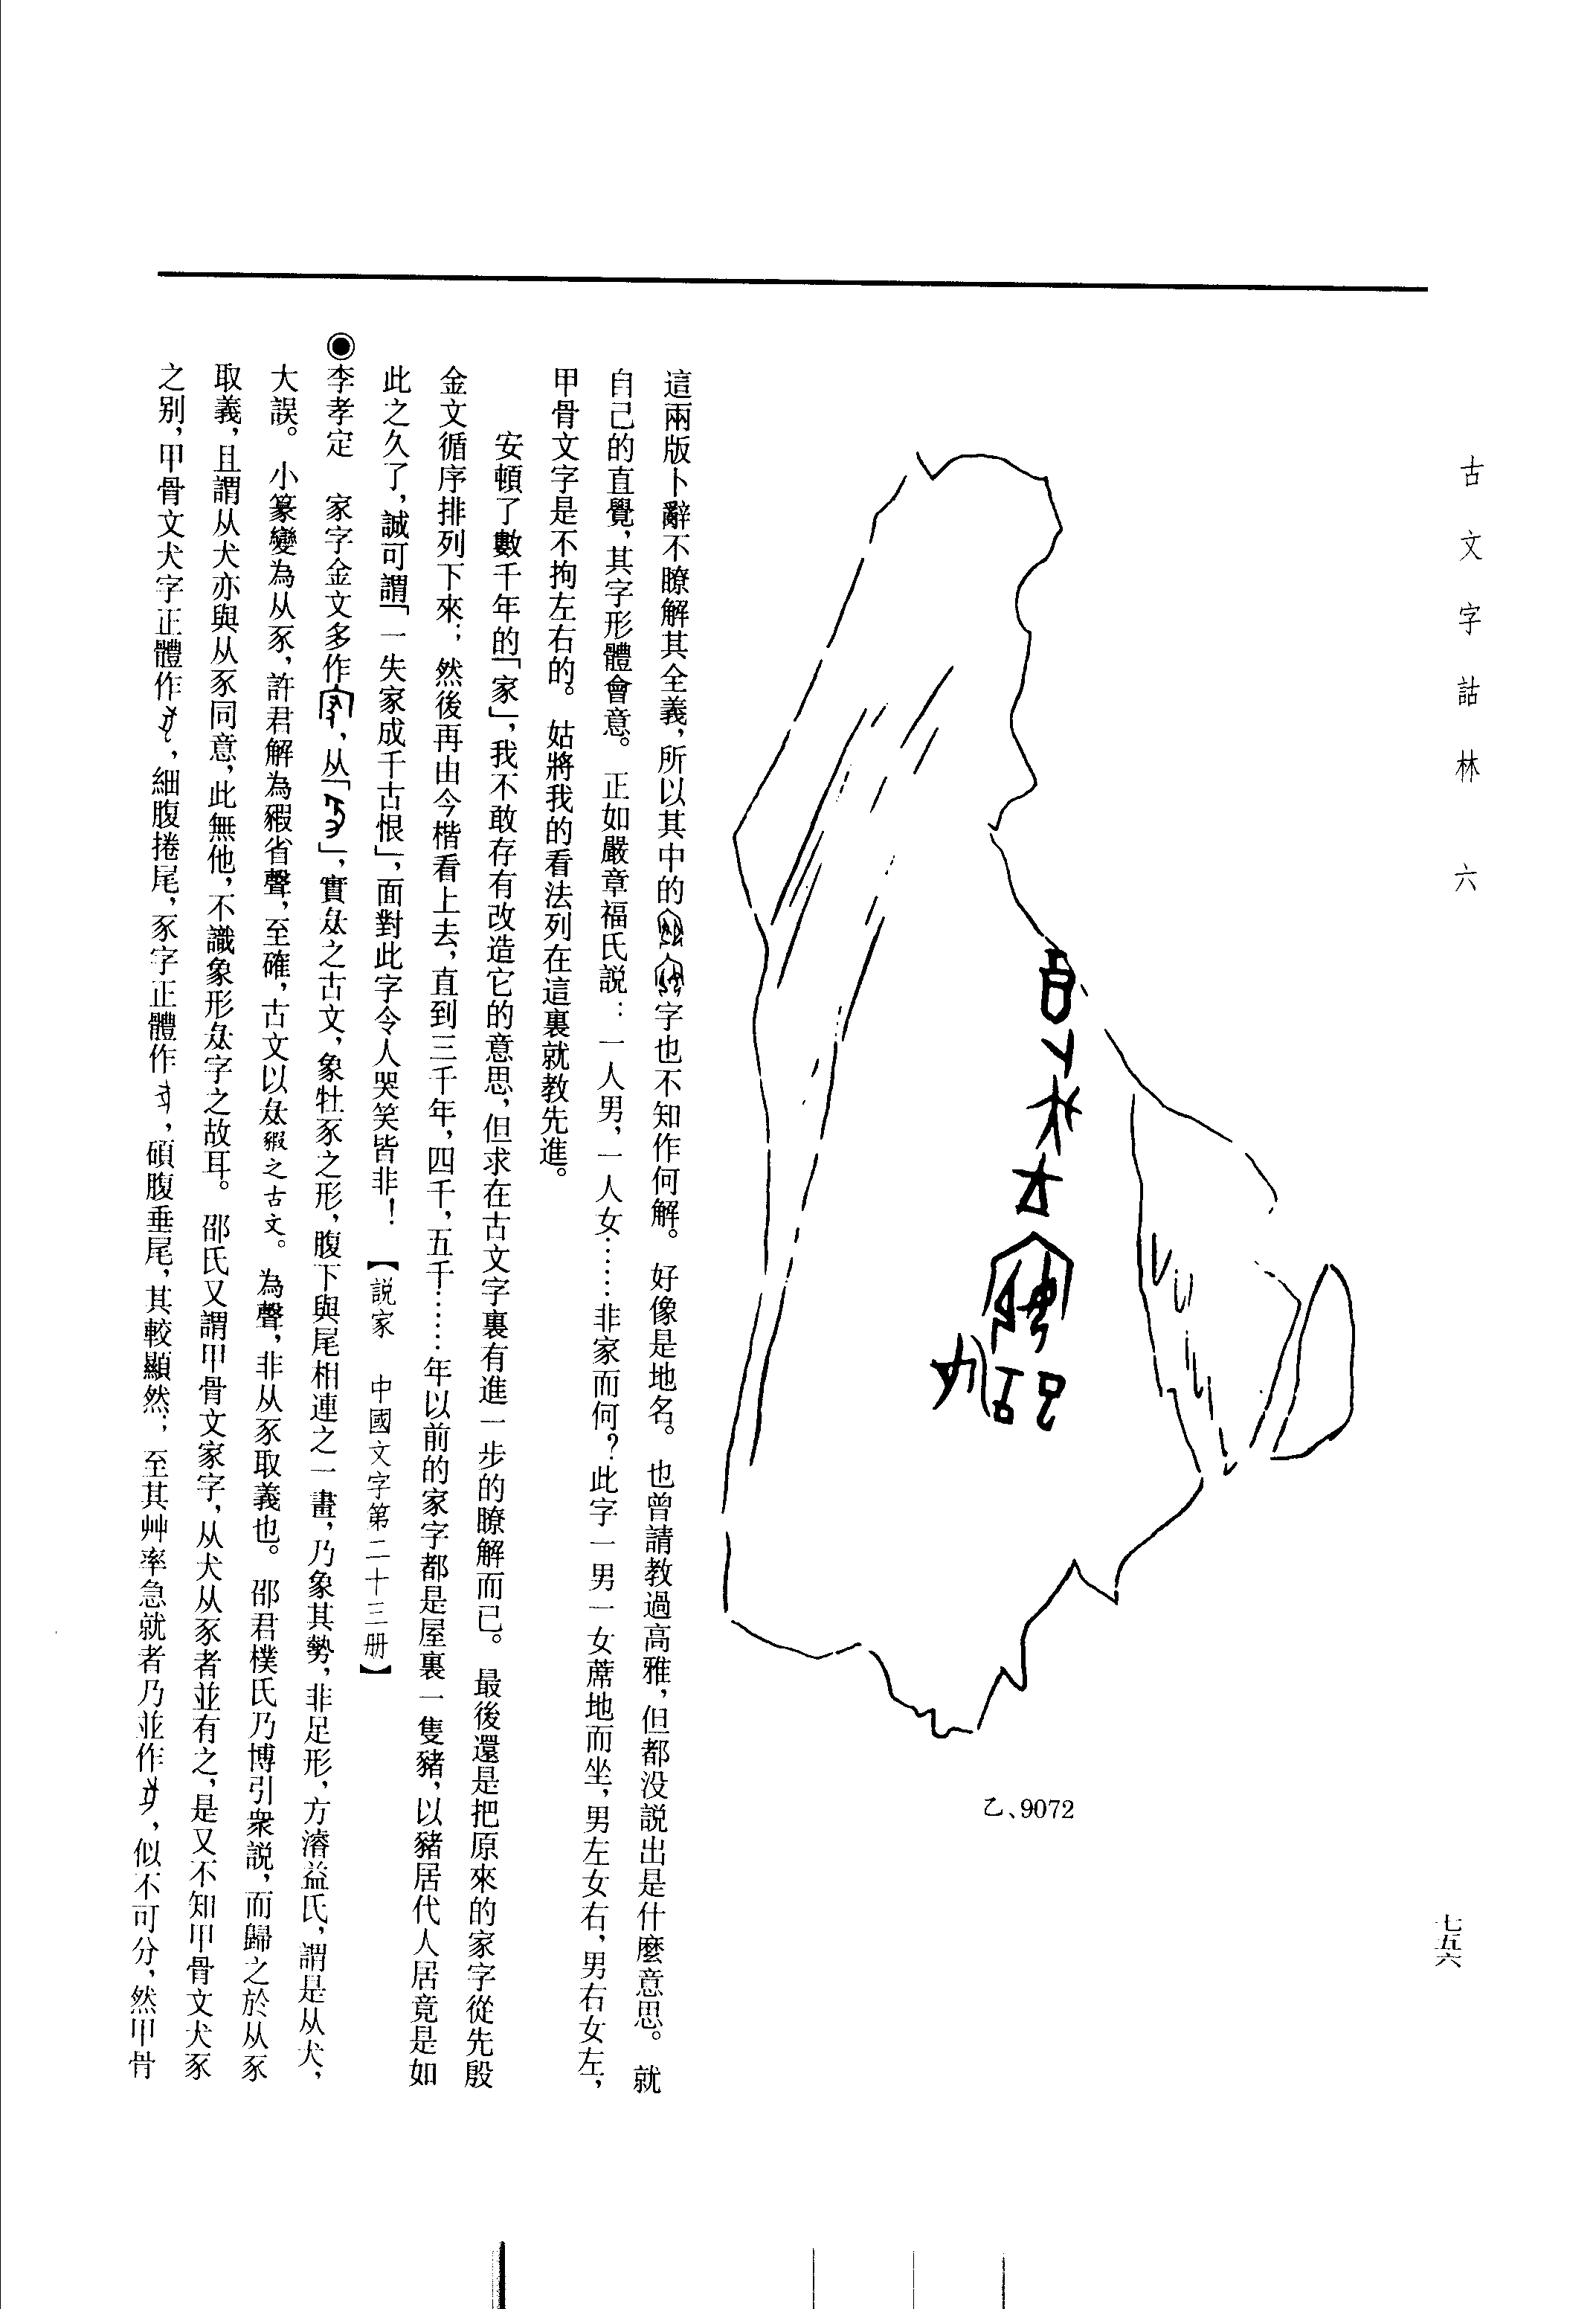 古文字詁林　六
七五六
乙、9072
這兩版卜辭不瞭解其全義，所以其中的字也不知作何解。好像是地名。也曾請教過高雅，但都没説出是什麼意思。就
自己的直覺，其字形體會意。正如嚴章福氏説：一人男，一人女……非家而何？此字一男一女蓆地而坐，男左女右，男右女左，
甲骨文字是不拘左右的。姑將我的看法列在這裏就教先進。
安頓了數千年的「家」，我不敢存有改造它的意思，但求在古文字裏有進一步的瞭解而已。最後還是把原來的家字從先殷
金文循序排列下來；然後再由今楷看上去，直到三千年，四千，五千……年以前的家字都是屋裏一隻豬，以豬居代人居竟是如
此之久了，誠可謂「一失家成千古恨」，面對此字令人哭笑皆非！【説家　中國文字第二十三册】
◉李孝定　家字金文多作，从「」，實㕠之古文，象牡豕之形，腹下與尾相連之一畫，乃象其勢，非足形，方濬益氏，謂是从犬，
大誤。小篆變為从豕，許君解為豭省聲，至確，古文以豭之古文。為聲，非从豕取義也。邵君樸氏乃博引衆説，而歸之於从豕
取義，且謂从犬亦與从豕同意，此無他，不識象形字之故耳。邵氏又謂甲骨文家字，从犬从豕者並有之，是又不知甲骨文犬豕
之别，甲骨文犬字正體作，細腹捲尾，豕字正體作，碩腹垂尾，其較顯然；至其艸率急就者乃並作，似不可分，然甲骨